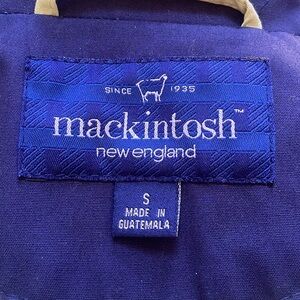 SINCE 1935
mackintosh™
new england
S
MADE IN
GUATEMALA